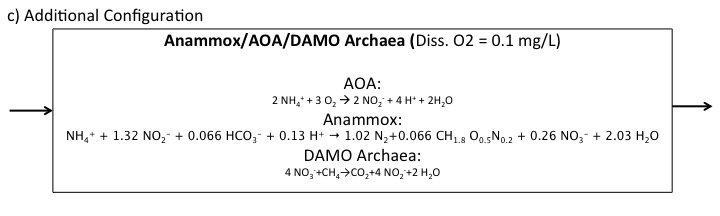 c) Additional Configuration
Anammox/AOA/DAMO Archaea (Diss. O2 = 0.1 mg/L)
AOA:
2 NH₄⁺ + 3 O₂ → 2 NO₂⁻ + 4 H⁺ + 2H₂O
Anammox:
NH₄⁺ + 1.32 NO₂⁻ + 0.066 HCO₃⁻ + 0.13 H⁺ → 1.02 N₂+0.066 CH₁.₈ O₀.₅N₀.₂ + 0.26 NO₃⁻ + 2.03 H₂O
DAMO Archaea:
4 NO₃⁻+CH₄→CO₂+4 NO₂⁻+2 H₂O